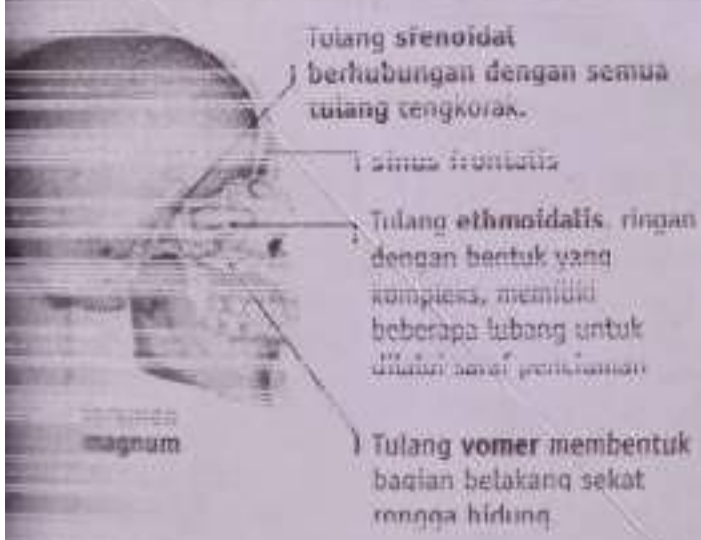 Tulang sfenoidal
berhubungan dengan semua
tulang tengkorak.
sinus frontalis
Tulang ethmoidalis, ringan
dengan bentuk yang
kompleks, memiliki
beberapa lubang untuk
dilalui saraf penciuman
magnum
Tulang vomer membentuk
bagian belakang sekat
rongga hidung